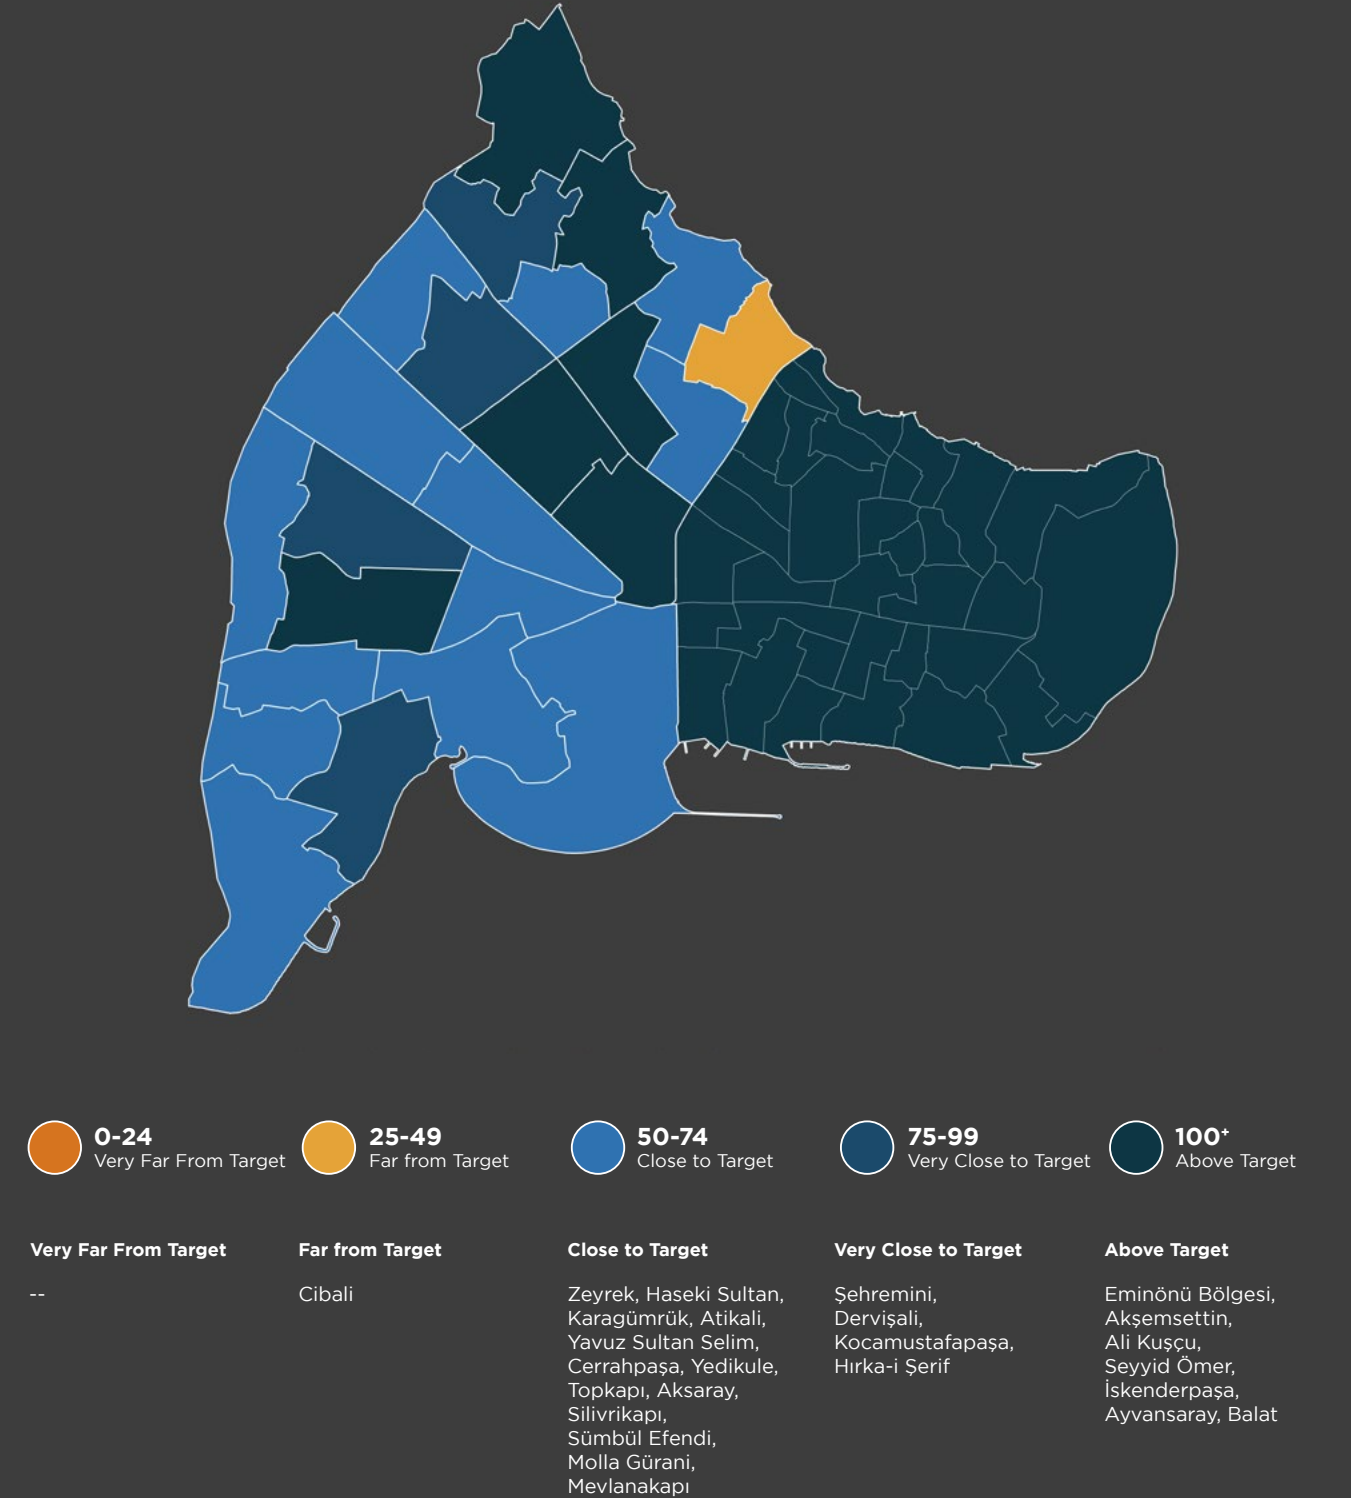 0-24
Very Far From Target
25-49
Far from Target
50-74
Close to Target
75-99
Very Close to Target
100+
Above Target
Very Far From Target
--
Far from Target
Cibali
Close to Target
Zeyrek, Haseki Sultan,
Karagümrük, Atikali,
Yavuz Sultan Selim,
Cerrahpaşa, Yedikule,
Topkapı, Aksaray,
Silivrikapı,
Sümbül Efendi,
Molla Gürani,
Mevlanakapı
Very Close to Target
Şehremini,
Dervişali,
Kocamustafapaşa,
Hırka-i Şerif
Above Target
Eminönü Bölgesi,
Akşemsettin,
Ali Kuşçu,
Seyyid Ömer,
İskenderpaşa,
Ayvansaray, Balat